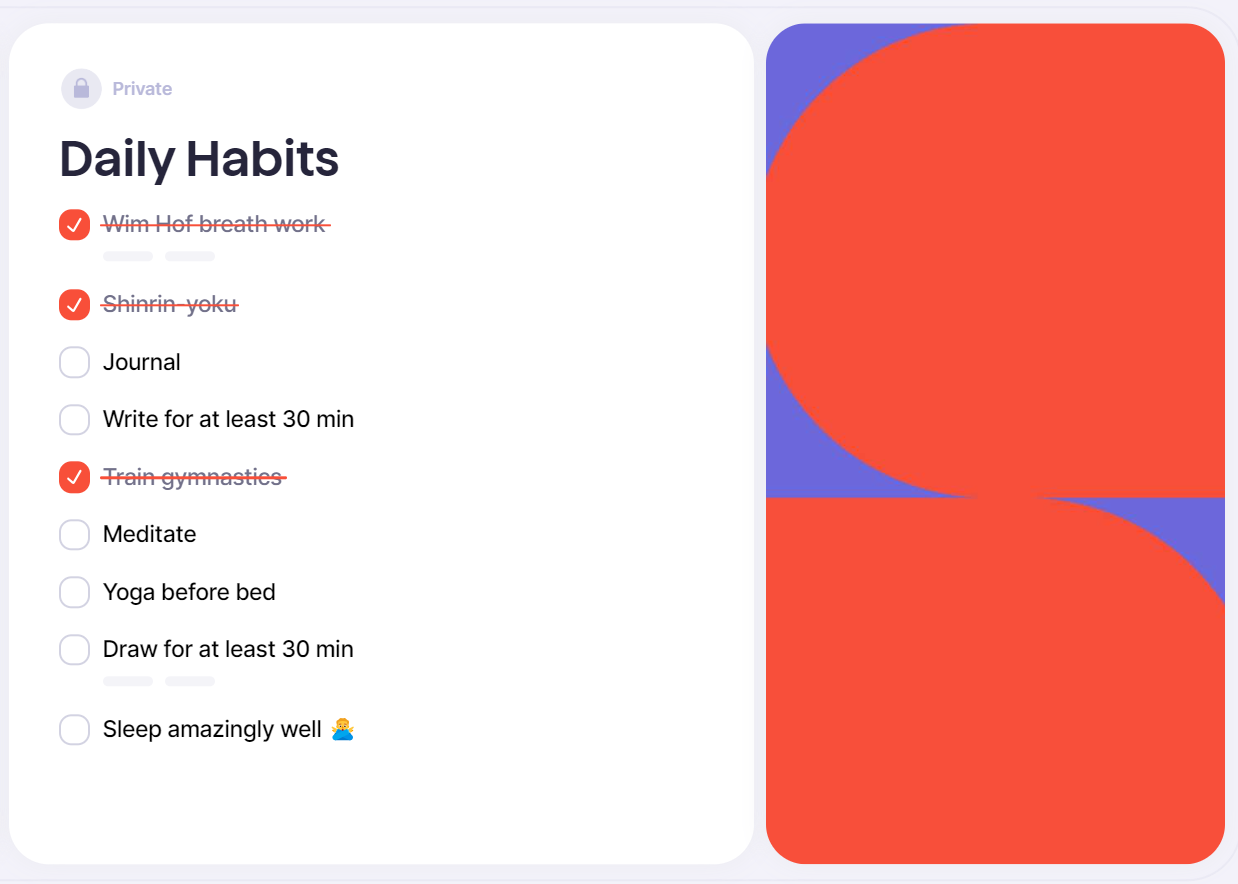 Private
Daily Habits
Wim Hof breath work
Shinrin-yoku
Journal
Write for at least 30 min
Train gymnastics
Meditate
Yoga before bed
Draw for at least 30 min
Sleep amazingly well 🙅